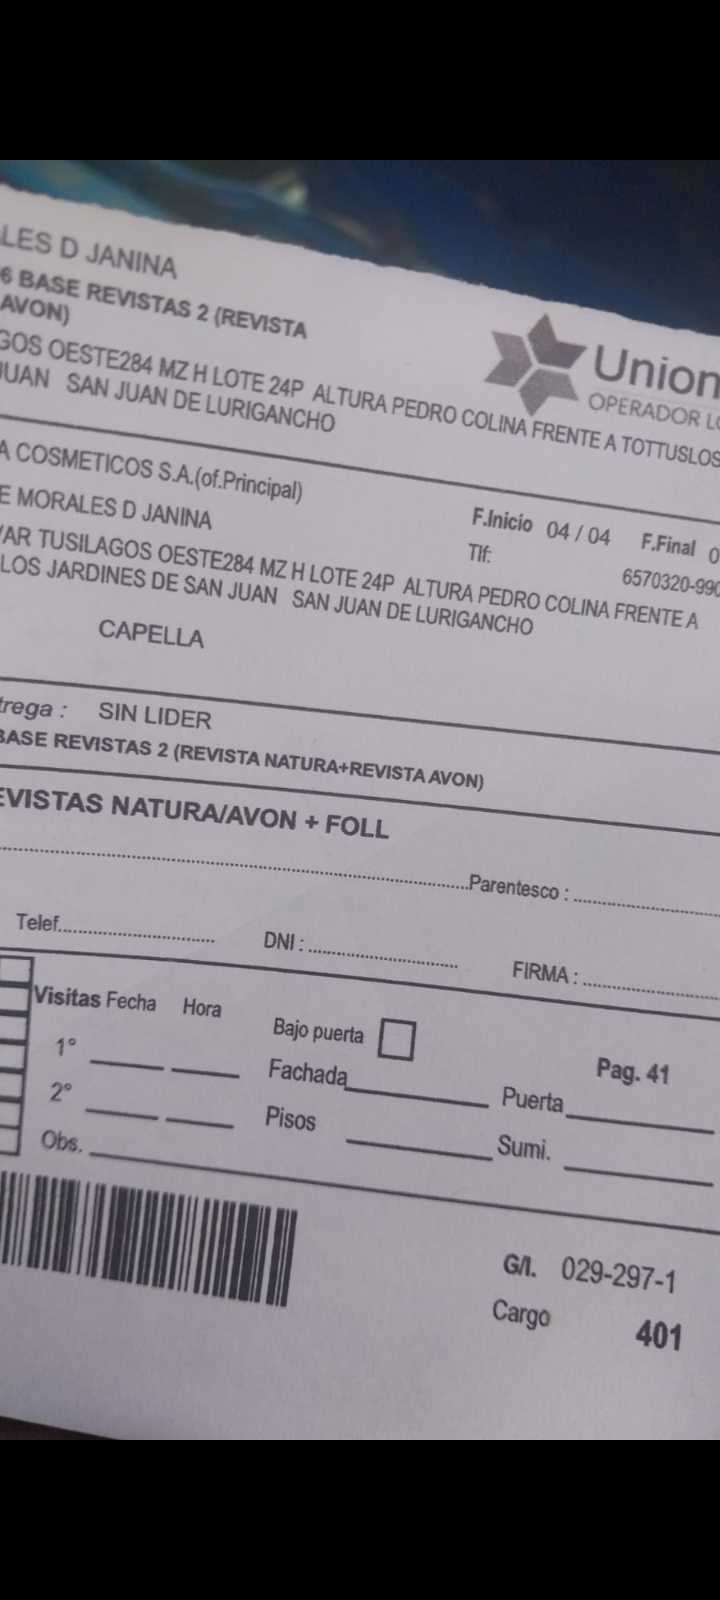 LES D JANINA
6 BASE REVISTAS 2 (REVISTA
AVON)
GOS OESTE284 MZ H LOTE 24P ALTURA PEDRO COLINA FRENTE A TOTTUSLOS
JUAN SAN JUAN DE LURIGANCHO
Union
OPERADOR LO
A COSMETICOS S.A.(of.Principal)
E MORALES D JANINA
F.Inicio 04 / 04 F.Final 0
Tlf: 6570320-990
VAR TUSILAGOS OESTE284 MZ H LOTE 24P ALTURA PEDRO COLINA FRENTE A
LOS JARDINES DE SAN JUAN SAN JUAN DE LURIGANCHO
CAPELLA
trega : SIN LIDER
BASE REVISTAS 2 (REVISTA NATURA+REVISTA AVON)
EVISTAS NATURA/AVON + FOLL
Parentesco :
Telef. DNI : FIRMA :
Visitas Fecha Hora Bajo puerta Pag. 41
1° Fachada Puerta
2° Pisos Sumi.
Obs.
G/I. 029-297-1
Cargo 401